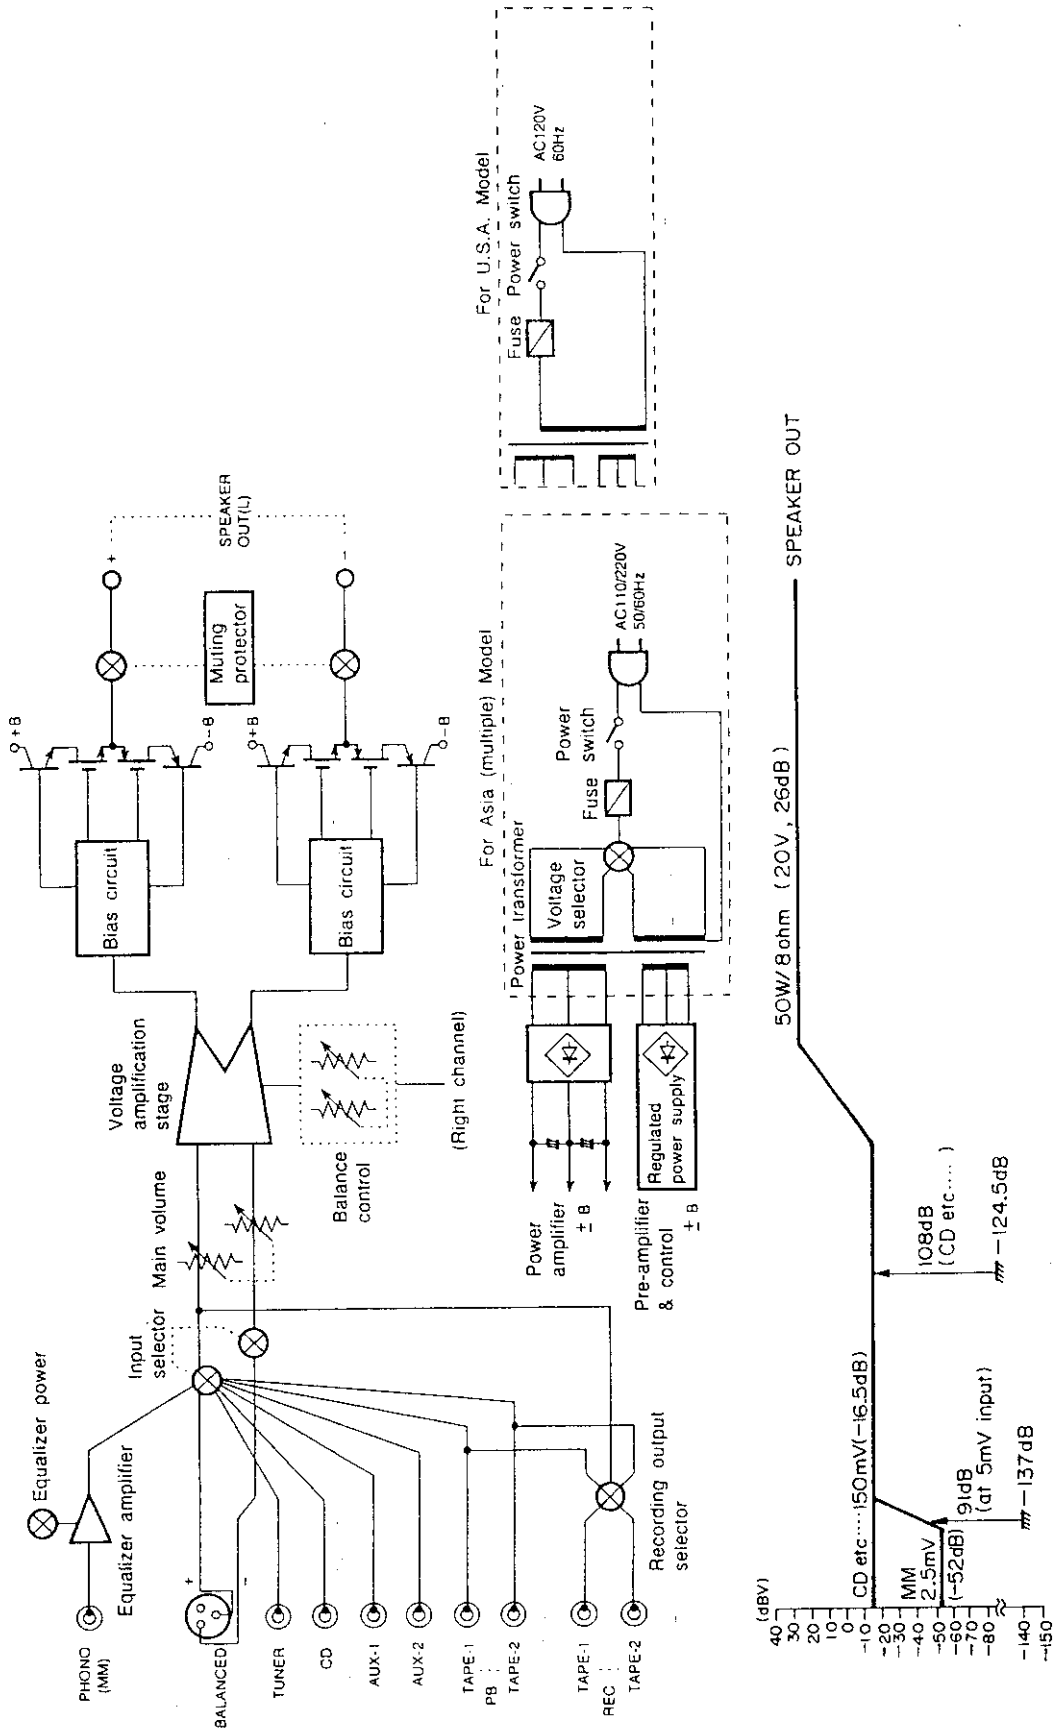 PHONO
(MM)
Equalizer power
Equalizer amplifier
BALANCED
+
−
TUNER
CD
AUX-1
AUX-2
TAPE-1
PB
TAPE-2
TAPE-1
REC
TAPE-2
Recording output
selector
Input
selector
Main volume
Voltage
amplification
stage
Balance
control
(Right channel)
Bias circuit
Bias circuit
+B
−B
+B
−B
Muting
protector
+
−
SPEAKER
OUT(L)
Power
amplifier
± B
Pre-amplifier
& control
± B
Regulated
power supply
For Asia (multiple) Model
Power transformer
Voltage
selector
Fuse
Power
switch
AC110/220V
50/60Hz
For U.S.A. Model
Fuse
Power switch
AC120V
60Hz
(dBV)
40
30
20
10
0
-10
-20
-30
-40
-50
-60
-70
-80
-140
-150
CD etc····150mV(-16.5dB)
MM
2.5mV
(-52dB)
91dB
(at 5mV input)
-137dB
108dB
(CD etc·····)
-124.5dB
50W/8ohm (20V, 26dB)
SPEAKER OUT